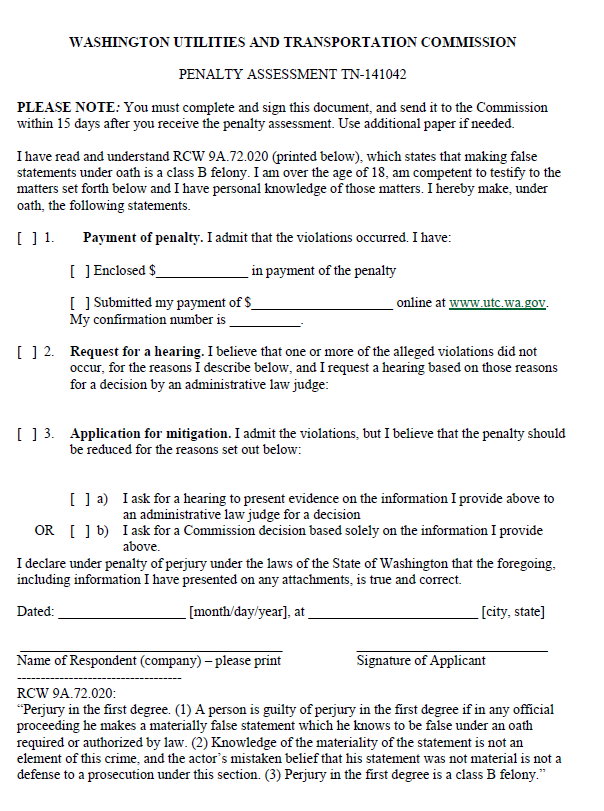 WASHINGTON UTILITIES AND TRANSPORTATION COMMISSION
PENALTY ASSESSMENT TN-141042
PLEASE NOTE: You must complete and sign this document, and send it to the Commission
within 15 days after you receive the penalty assessment. Use additional paper if needed.
I have read and understand RCW 9A.72.020 (printed below), which states that making false
statements under oath is a class B felony. I am over the age of 18, am competent to testify to the
matters set forth below and I have personal knowledge of those matters. I hereby make, under
oath, the following statements.
[ ] 1. Payment of penalty. I admit that the violations occurred. I have:
[ ] Enclosed $______________ in payment of the penalty
[ ] Submitted my payment of $_____________________ online at www.utc.wa.gov.
My confirmation number is ___________.
[ ] 2. Request for a hearing. I believe that one or more of the alleged violations did not
occur, for the reasons I describe below, and I request a hearing based on those reasons
for a decision by an administrative law judge:
[ ] 3. Application for mitigation. I admit the violations, but I believe that the penalty should
be reduced for the reasons set out below:
[ ] a) I ask for a hearing to present evidence on the information I provide above to
an administrative law judge for a decision
OR [ ] b) I ask for a Commission decision based solely on the information I provide
above.
I declare under penalty of perjury under the laws of the State of Washington that the foregoing,
including information I have presented on any attachments, is true and correct.
Dated: ___________________ [month/day/year], at _________________________ [city, state]
_______________________________________ ____________________________
Name of Respondent (company) – please print Signature of Applicant
-----------------------------------
RCW 9A.72.020:
“Perjury in the first degree. (1) A person is guilty of perjury in the first degree if in any official
proceeding he makes a materially false statement which he knows to be false under an oath
required or authorized by law. (2) Knowledge of the materiality of the statement is not an
element of this crime, and the actor’s mistaken belief that his statement was not material is not a
defense to a prosecution under this section. (3) Perjury in the first degree is a class B felony.”